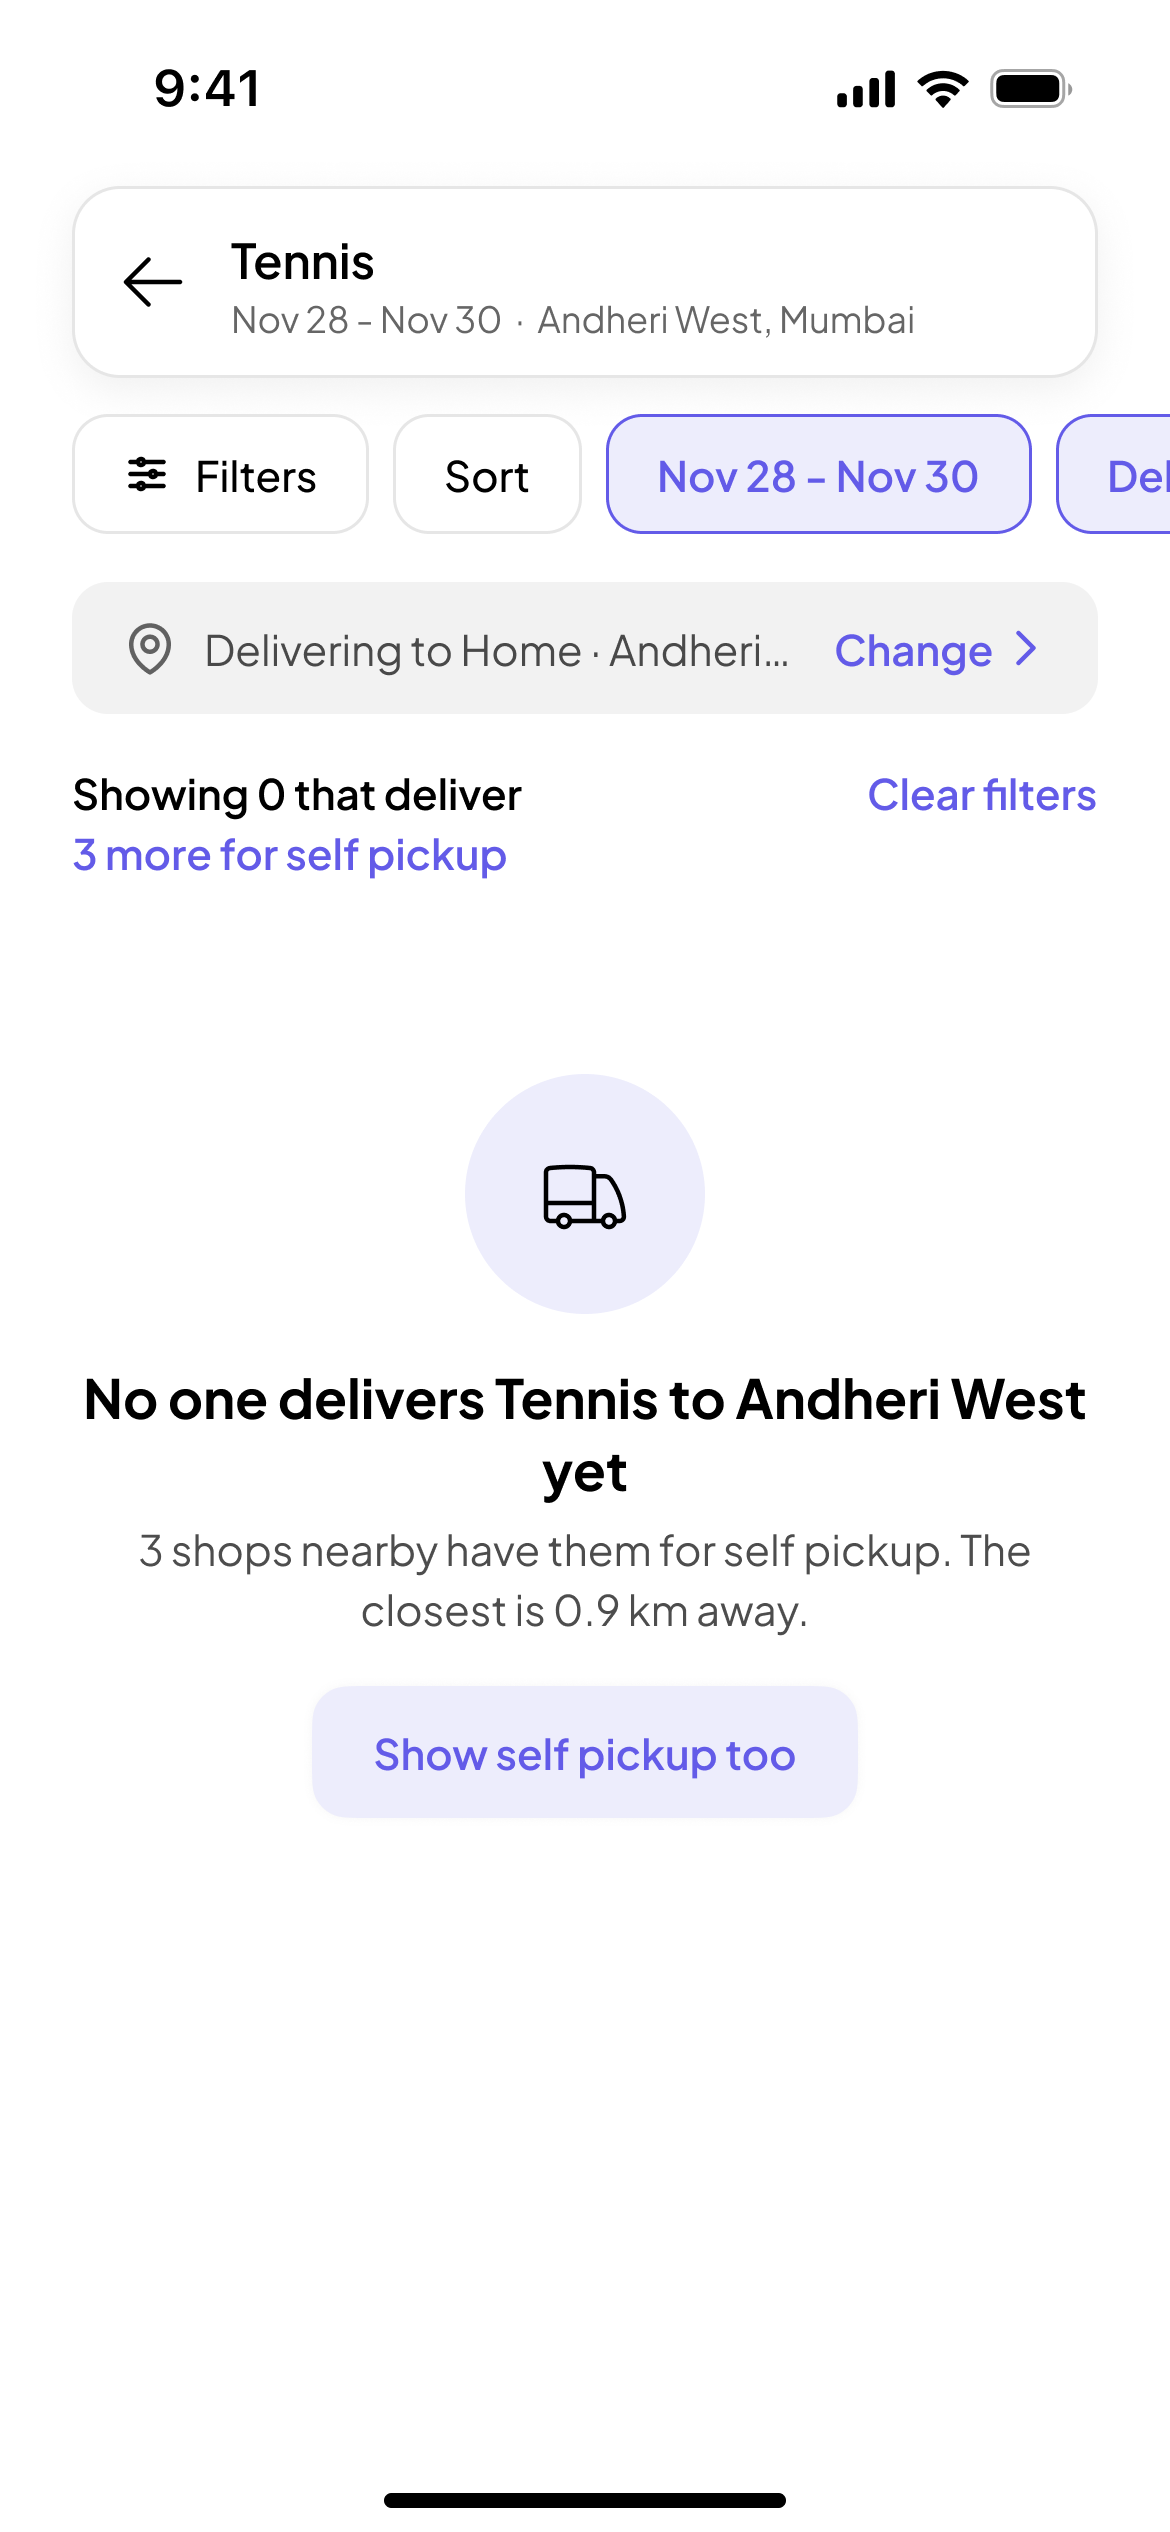 9:41
Tennis
Nov 28 - Nov 30 · Andheri West, Mumbai
Filters
Sort
Nov 28 – Nov 30
Showing 0 that deliver
Delivering to Home · Andheri...
Change
Clear filters
3 more for self pickup
No one delivers Tennis to Andheri West
yet
3 shops nearby have them for self pickup. The
closest is 0.9 km away.
Show self pickup too